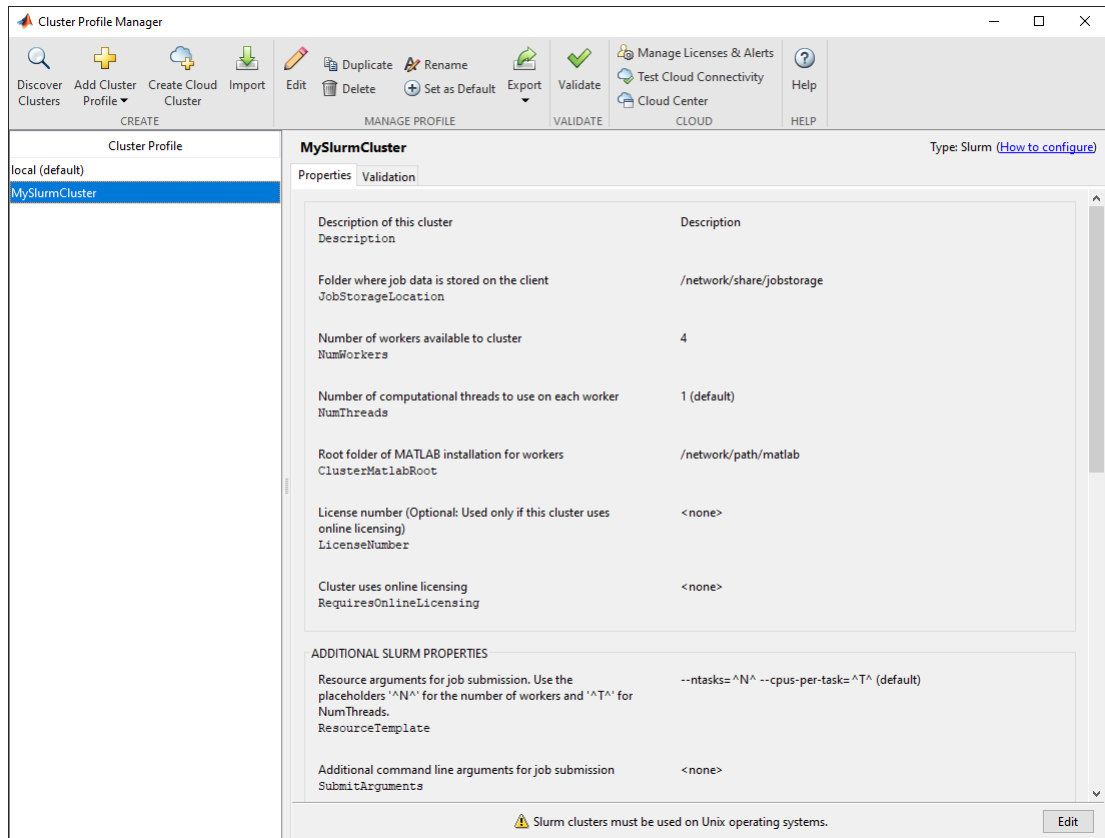 Cluster Profile Manager
Discover
Clusters
Add Cluster
Profile
Create Cloud
Cluster
Import
CREATE
Edit
Duplicate
Delete
Rename
Set as Default
Export
MANAGE PROFILE
Validate
VALIDATE
Manage Licenses & Alerts
Test Cloud Connectivity
Cloud Center
CLOUD
Help
HELP
Cluster Profile
local (default)
MySlurmCluster
MySlurmCluster
Type: Slurm (How to configure)
Properties
Validation
Description of this cluster
Description
Description
Folder where job data is stored on the client
JobStorageLocation
/network/share/jobstorage
Number of workers available to cluster
NumWorkers
4
Number of computational threads to use on each worker
NumThreads
1 (default)
Root folder of MATLAB installation for workers
ClusterMatlabRoot
/network/path/matlab
License number (Optional: Used only if this cluster uses
online licensing)
LicenseNumber
<none>
Cluster uses online licensing
RequiresOnlineLicensing
<none>
ADDITIONAL SLURM PROPERTIES
Resource arguments for job submission. Use the
placeholders '^N^' for the number of workers and '^T^' for
NumThreads.
ResourceTemplate
--ntasks=^N^ --cpus-per-task=^T^ (default)
Additional command line arguments for job submission
SubmitArguments
<none>
Slurm clusters must be used on Unix operating systems.
Edit